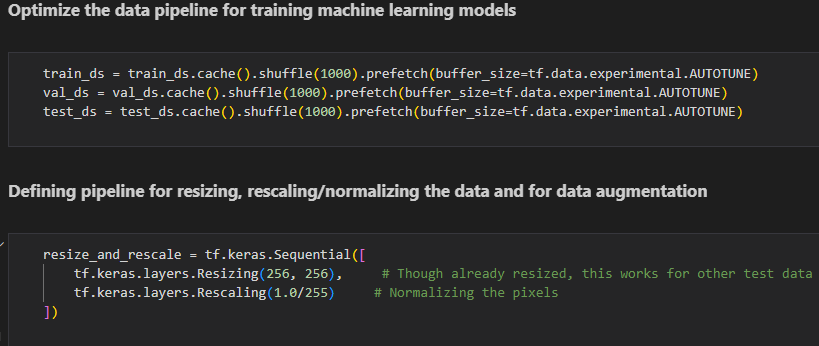 Optimize the data pipeline for training machine learning models
train_ds = train_ds.cache().shuffle(1000).prefetch(buffer_size=tf.data.experimental.AUTOTUNE)
val_ds = val_ds.cache().shuffle(1000).prefetch(buffer_size=tf.data.experimental.AUTOTUNE)
test_ds = test_ds.cache().shuffle(1000).prefetch(buffer_size=tf.data.experimental.AUTOTUNE)
Defining pipeline for resizing, rescaling/normalizing the data and for data augmentation
resize_and_rescale = tf.keras.Sequential([
    tf.keras.layers.Resizing(256, 256),     # Though already resized, this works for other test data
    tf.keras.layers.Rescaling(1.0/255)     # Normalizing the pixels
])